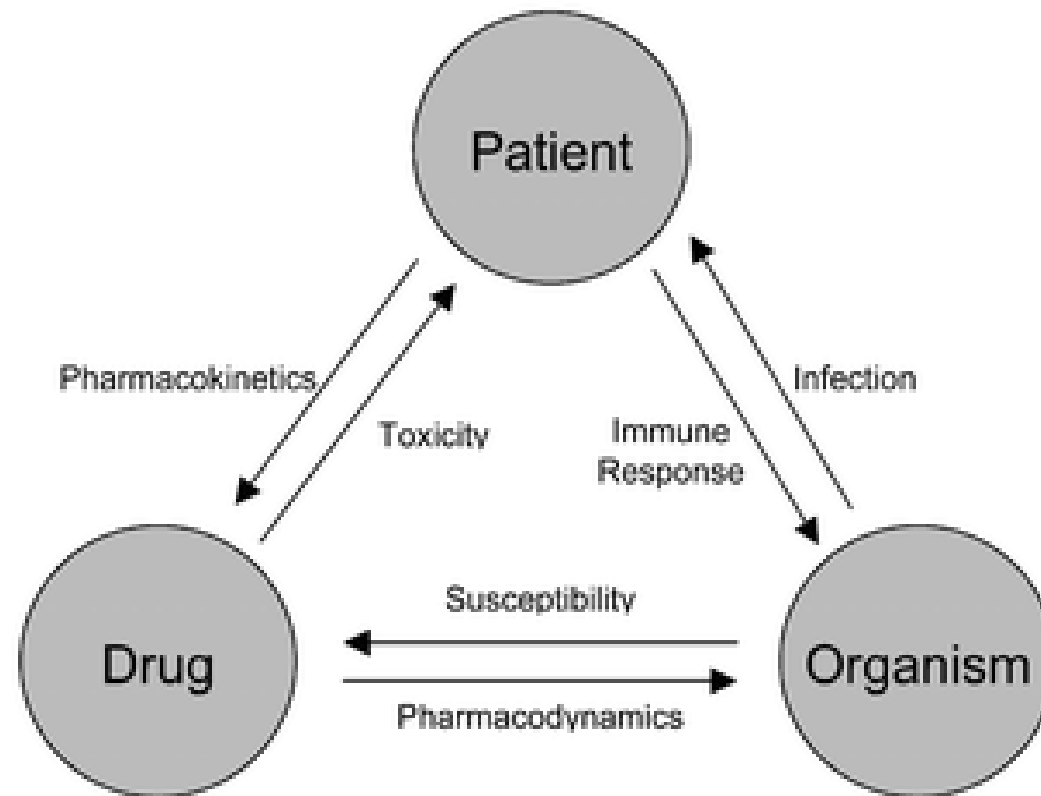 Patient
Pharmacokinetics
Infection
Toxicity
Immune
Response
Susceptibility
Drug
Organism
Pharmacodynamics